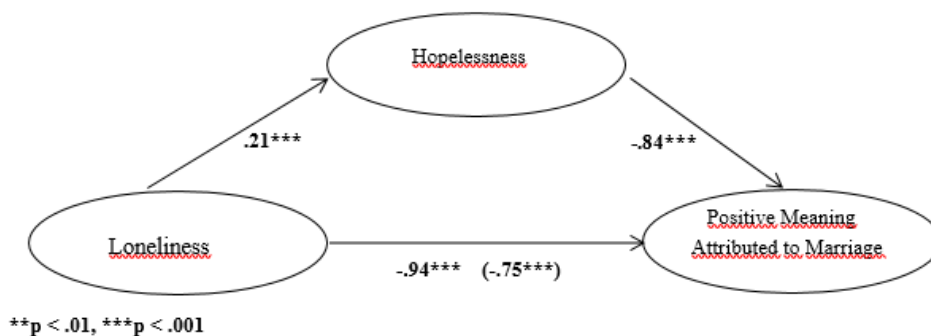 Hopelessness
.21***
-.84***
Loneliness
Positive Meaning
Attributed to Marriage
-.94*** (-.75***)
**p < .01, ***p < .001